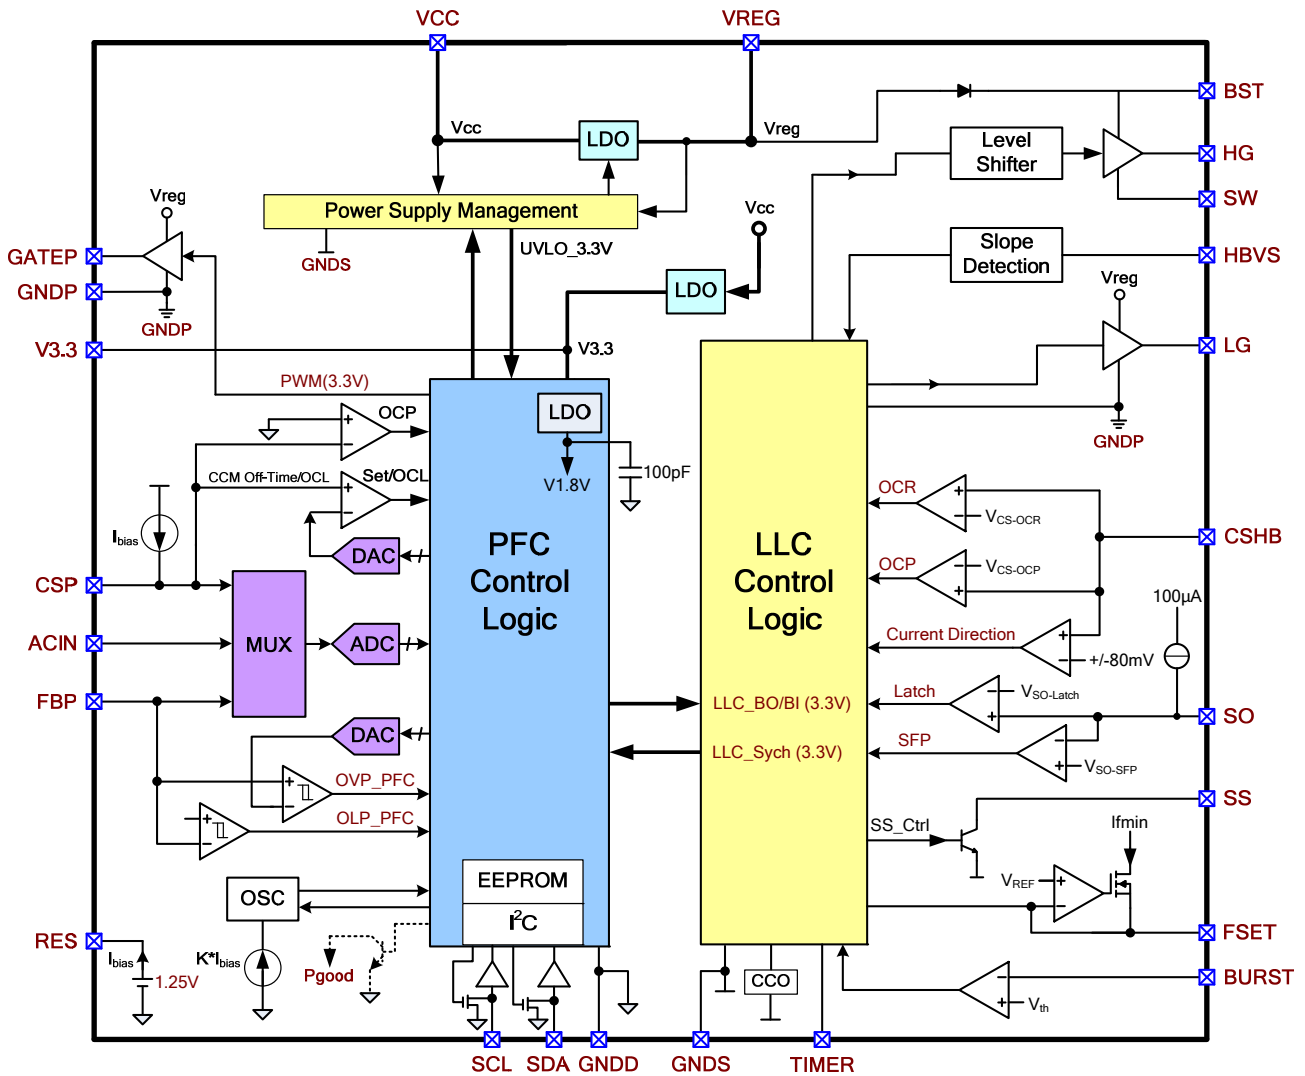 VCC
VREG
BST
Vcc
LDO
Vreg
Level
Shifter
HG
Vreg
Power Supply Management
Vcc
SW
GATEP
GNDS
UVLO_3.3V
Slope
Detection
HBVS
GNDP
LDO
Vreg
GNDP
V3.3
V3.3
LG
PWM(3.3V)
OCP
LDO
GNDP
CCM Off-Time/OCL
Set/OCL
V1.8V
100pF
OCR
+
−
VCS-OCR
Ibias
DAC
PFC
Control
Logic
LLC
Control
Logic
CSHB
OCP
VCS-OCP
CSP
100µA
ACIN
MUX
ADC
Current Direction
+/-80mV
FBP
LLC_BO/BI (3.3V)
Latch
VSO-Latch
SO
DAC
LLC_Sych (3.3V)
SFP
VSO-SFP
OVP_PFC
SS
OLP_PFC
SS_Ctrl
Ifmin
EEPROM
VREF
OSC
I2C
RES
FSET
Ibias
K*Ibias
Pgood
1.25V
CCO
BURST
Vth
SCL
SDA
GNDD
GNDS
TIMER